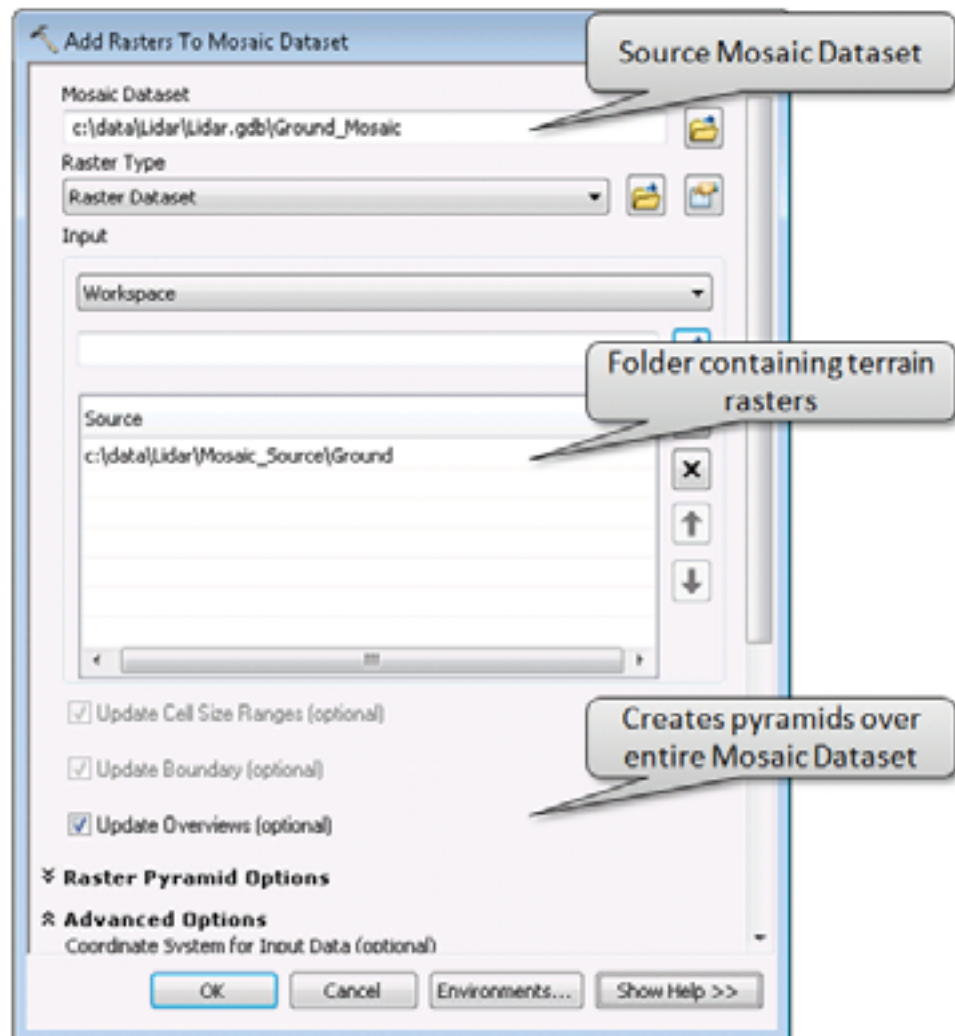 Add Rasters To Mosaic Dataset
Source Mosaic Dataset
Mosaic Dataset
c:\data\Lidar\Lidar.gdb\Ground_Mosaic
Raster Type
Raster Dataset
Input
Workspace
Folder containing terrain
rasters
Source
c:\data\Lidar\Mosaic_Source\Ground
Update Cell Size Ranges (optional)
Creates pyramids over
entire Mosaic Dataset
Update Boundary (optional)
Update Overviews (optional)
Raster Pyramid Options
Advanced Options
Coordinate System for Input Data (optional)
OK
Cancel
Environments...
Show Help >>